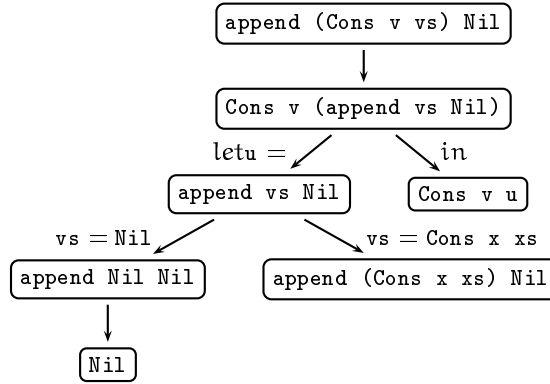 append (Cons v vs) Nil
Cons v (append vs Nil)
let u = in
append vs Nil Cons v u
vs = Nil vs = Cons x xs
append Nil Nil append (Cons x xs) Nil
Nil